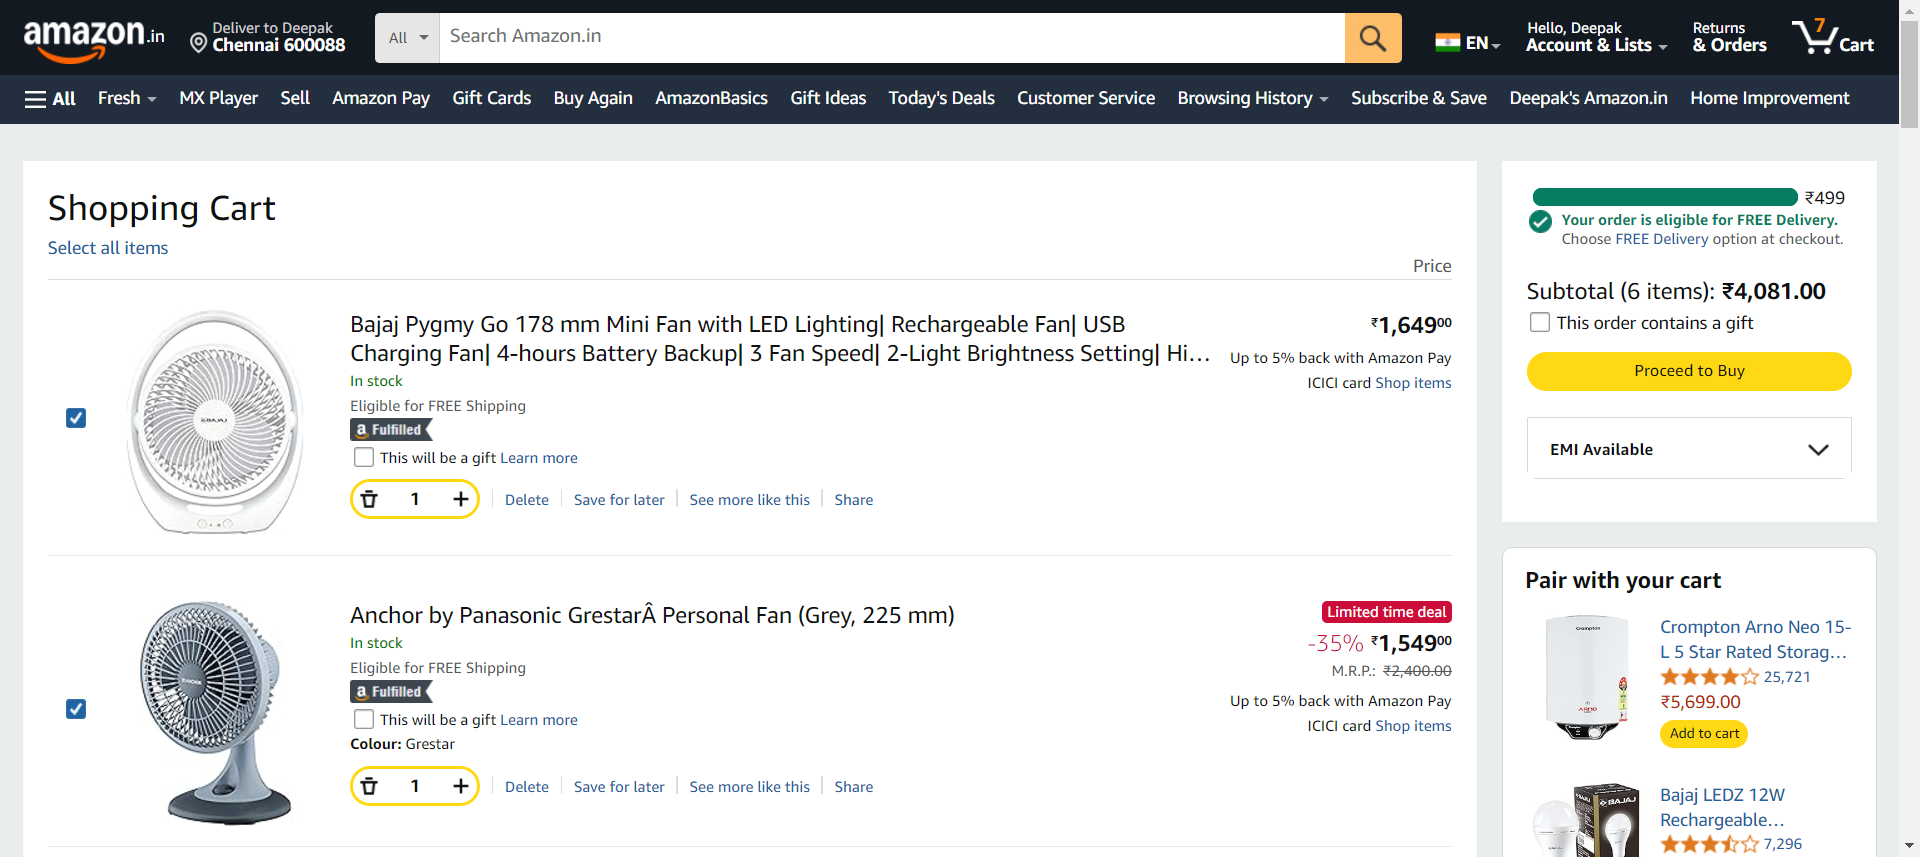 amazon.in
Deliver to Deepak
Chennai 600088
All
Search Amazon.in
EN
Hello, Deepak
Account & Lists
Returns
& Orders
7
Cart
All
Fresh
MX Player
Sell
Amazon Pay
Gift Cards
Buy Again
AmazonBasics
Gift Ideas
Today's Deals
Customer Service
Browsing History
Subscribe & Save
Deepak's Amazon.in
Home Improvement
Shopping Cart
Select all items
Price
BAJAJ
Bajaj Pygmy Go 178 mm Mini Fan with LED Lighting| Rechargeable Fan| USB
Charging Fan| 4-hours Battery Backup| 3 Fan Speed| 2-Light Brightness Setting| Hi…
In stock
Eligible for FREE Shipping
a Fulfilled
This will be a gift Learn more
1
Delete
Save for later
See more like this
Share
₹1,64900
Up to 5% back with Amazon Pay
ICICI card Shop items
ANCHOR
Anchor by Panasonic GrestarÂ Personal Fan (Grey, 225 mm)
In stock
Eligible for FREE Shipping
a Fulfilled
This will be a gift Learn more
Colour: Grestar
1
Delete
Save for later
See more like this
Share
Limited time deal
-35% ₹1,54900
M.R.P.: ₹2,400.00
Up to 5% back with Amazon Pay
ICICI card Shop items
₹499
Your order is eligible for FREE Delivery.
Choose FREE Delivery option at checkout.
Subtotal (6 items): ₹4,081.00
This order contains a gift
Proceed to Buy
EMI Available
Pair with your cart
Crompton
ARNO
Crompton Arno Neo 15-
L 5 Star Rated Storag…
25,721
₹5,699.00
Add to cart
BAJAJ
Bajaj LEDZ 12W
Rechargeable…
7,296